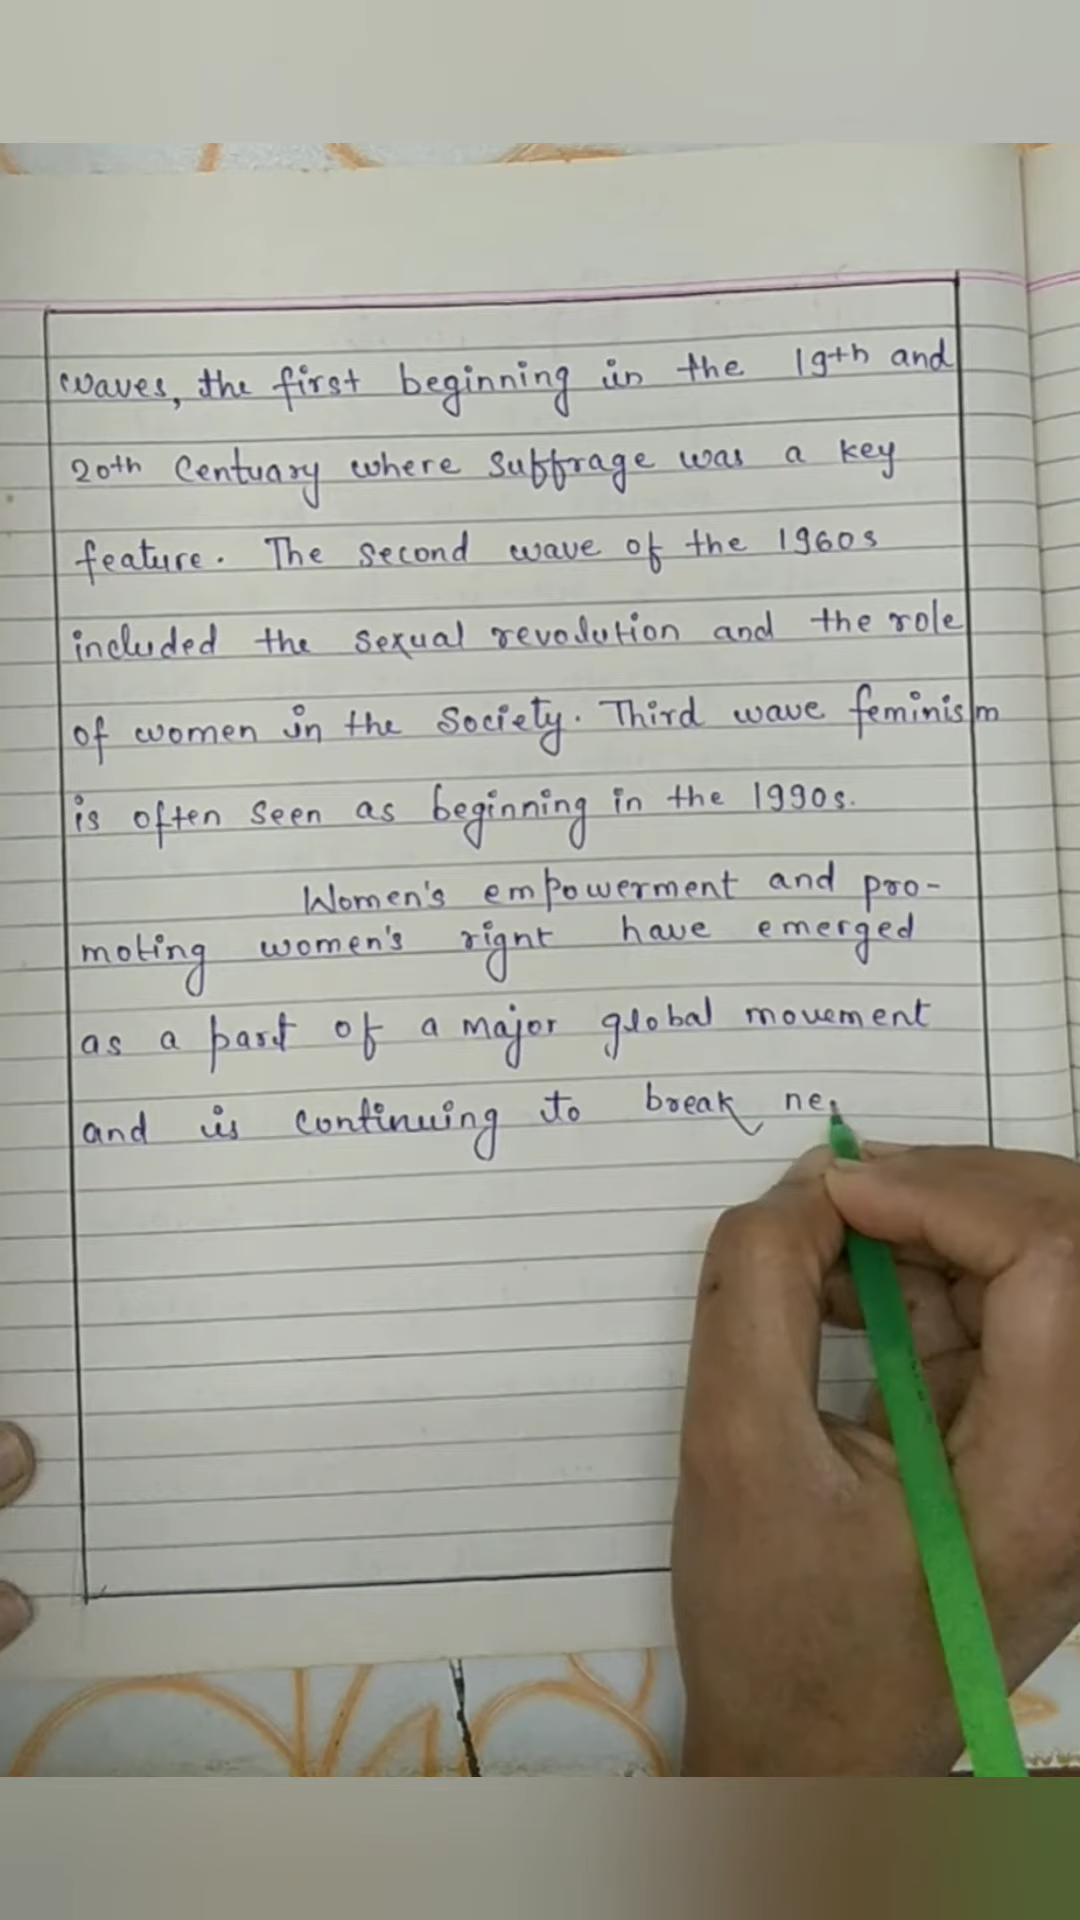 waves, the first beginning in the 19th and
20th Centuary where suffrage was a key
feature. The second wave of the 1960s
included the sexual revolution and the role
of women in the society. Third wave feminism
is often seen as beginning in the 1990s.
Women's empowerment and pro-
moting women's rignt have emerged
as a part of a major global movement
and is continuing to break ne